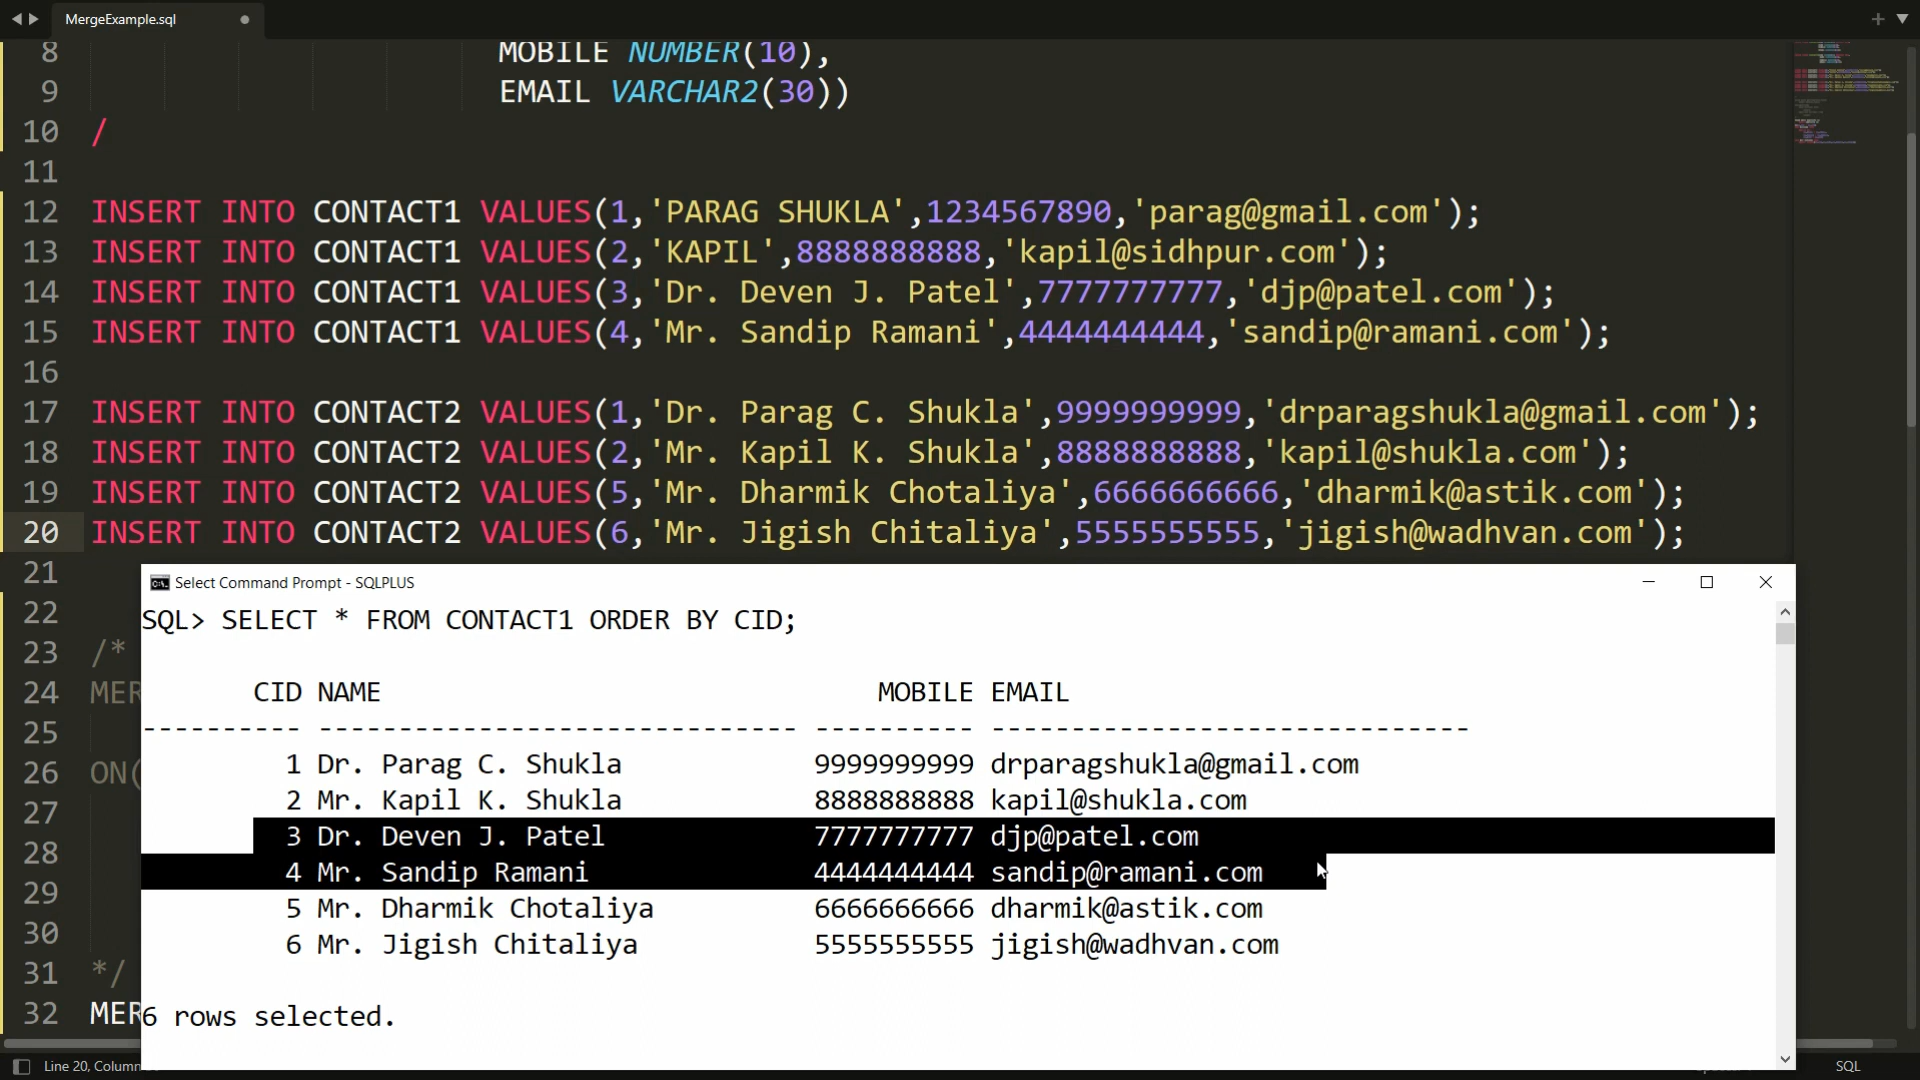 MergeExample.sql
8 MOBILE NUMBER(10),
9 EMAIL VARCHAR2(30))
10 /
11
12 INSERT INTO CONTACT1 VALUES(1,'PARAG SHUKLA',1234567890,'parag@gmail.com');
13 INSERT INTO CONTACT1 VALUES(2,'KAPIL',8888888888,'kapil@sidhpur.com');
14 INSERT INTO CONTACT1 VALUES(3,'Dr. Deven J. Patel',7777777777,'djp@patel.com');
15 INSERT INTO CONTACT1 VALUES(4,'Mr. Sandip Ramani',4444444444,'sandip@ramani.com');
16
17 INSERT INTO CONTACT2 VALUES(1,'Dr. Parag C. Shukla',9999999999,'drparagshukla@gmail.com');
18 INSERT INTO CONTACT2 VALUES(2,'Mr. Kapil K. Shukla',8888888888,'kapil@shukla.com');
19 INSERT INTO CONTACT2 VALUES(5,'Mr. Dharmik Chotaliya',6666666666,'dharmik@astik.com');
20 INSERT INTO CONTACT2 VALUES(6,'Mr. Jigish Chitaliya',5555555555,'jigish@wadhvan.com');
21
22
23 /*
24 MER
25
26 ON(
27
28
29
30
31 */
32 MER
Select Command Prompt - SQLPLUS
SQL> SELECT * FROM CONTACT1 ORDER BY CID;
CID NAME MOBILE EMAIL
---------- ------------------------------ ---------- ------------------------------
1 Dr. Parag C. Shukla 9999999999 drparagshukla@gmail.com
2 Mr. Kapil K. Shukla 8888888888 kapil@shukla.com
3 Dr. Deven J. Patel 7777777777 djp@patel.com
4 Mr. Sandip Ramani 4444444444 sandip@ramani.com
5 Mr. Dharmik Chotaliya 6666666666 dharmik@astik.com
6 Mr. Jigish Chitaliya 5555555555 jigish@wadhvan.com
6 rows selected.
Line 20, Column
SQL